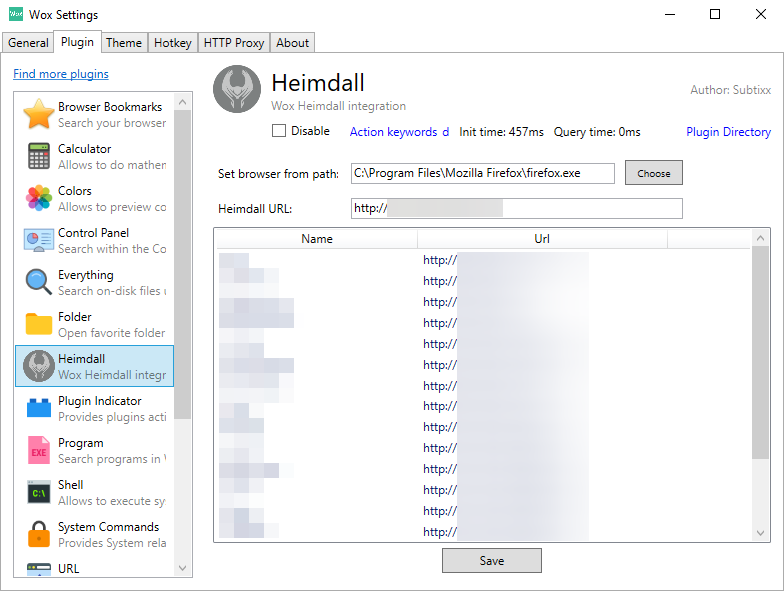 Wox Wox Settings
General Plugin Theme Hotkey HTTP Proxy About
Find more plugins
Browser Bookmarks
Search your browser
Calculator
Allows to do mathen
Colors
Allows to preview co
Control Panel
Search within the Co
Everything
Search on-disk files
Folder
Open favorite folder
Heimdall
Wox Heimdall integr
Plugin Indicator
Provides plugins acti
Program
EXE
Search programs in
Shell
C:\
Allows to execute sy
System Commands
Provides System rela
URL
Heimdall
Wox Heimdall integration
Author: Subtixx
Disable Action keywords d Init time: 457ms Query time: 0ms Plugin Directory
Set browser from path: C:\Program Files\Mozilla Firefox\firefox.exe Choose
Heimdall URL: http://
Name Url
http://
http://
http://
http://
http://
http://
http://
http://
http://
http://
http://
http://
http://
http://
Save